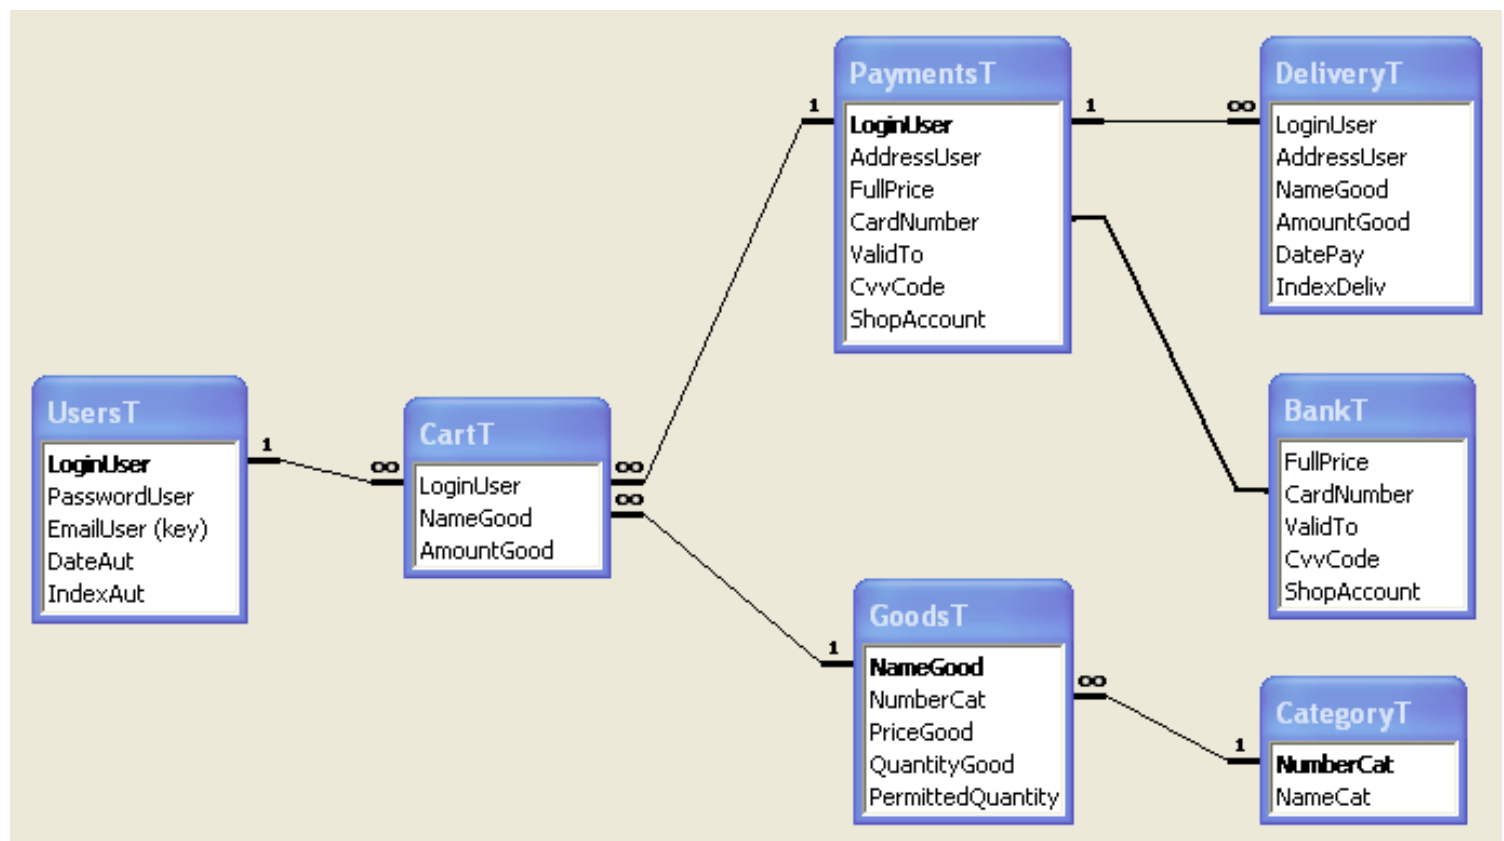 UsersT
LoginUser
PasswordUser
EmailUser (key)
DateAut
IndexAut
1
∞
CartT
LoginUser
NameGood
AmountGood
∞
∞
1
PaymentsT
LoginUser
AddressUser
FullPrice
CardNumber
ValidTo
CvvCode
ShopAccount
1
∞
DeliveryT
LoginUser
AddressUser
NameGood
AmountGood
DatePay
IndexDeliv
BankT
FullPrice
CardNumber
ValidTo
CvvCode
ShopAccount
1
GoodsT
NameGood
NumberCat
PriceGood
QuantityGood
PermittedQuantity
∞
1
CategoryT
NumberCat
NameCat